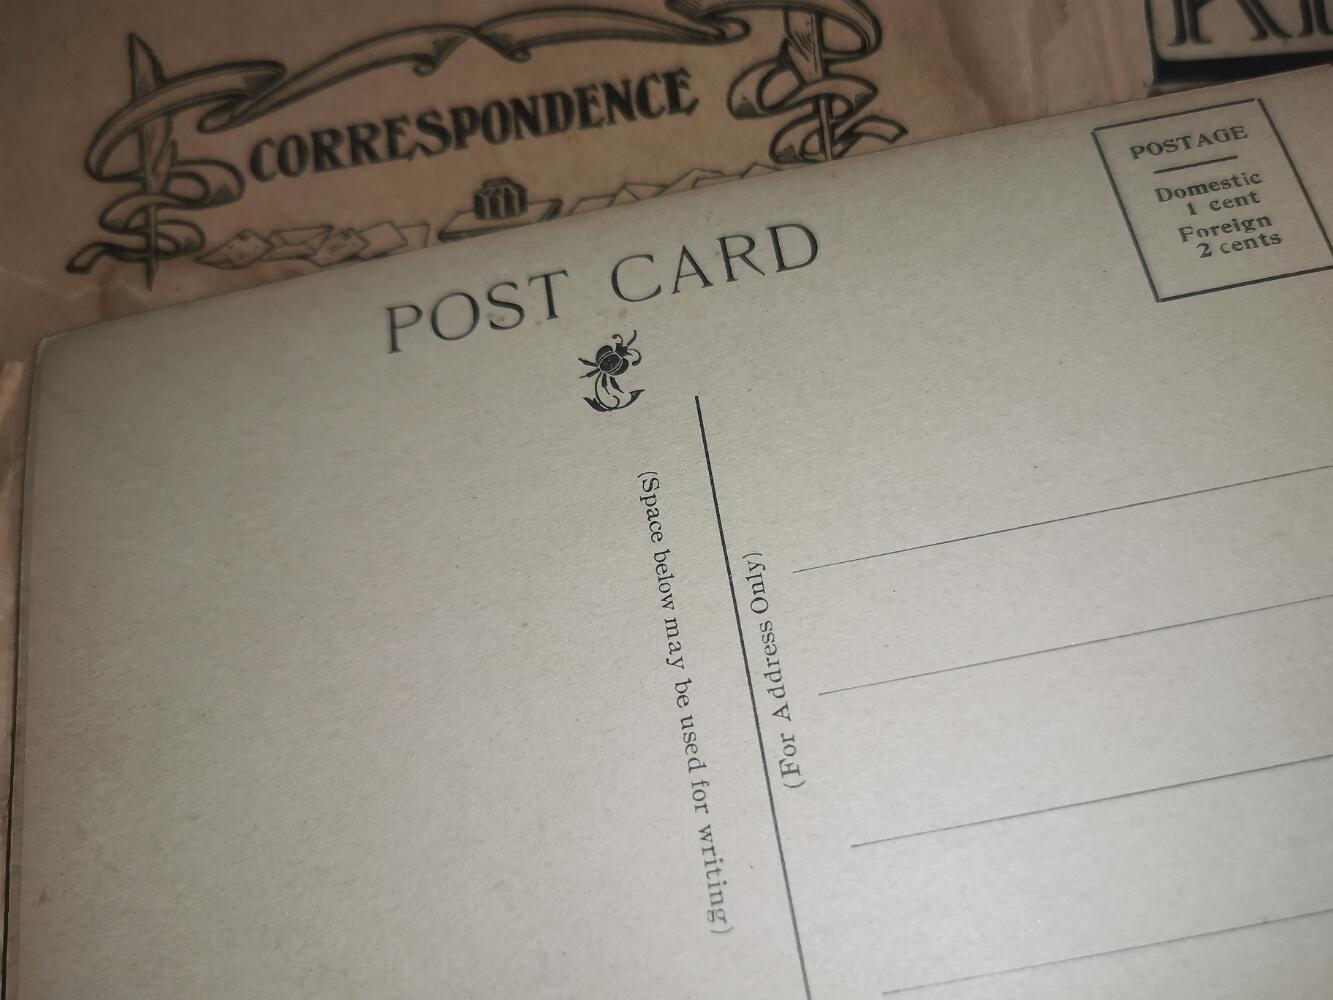 CORRESPONDENCE
POST CARD
POSTAGE
Domestic
1 cent
Foreign
2 cents
(Space below may be used for writing)
(For Address Only)